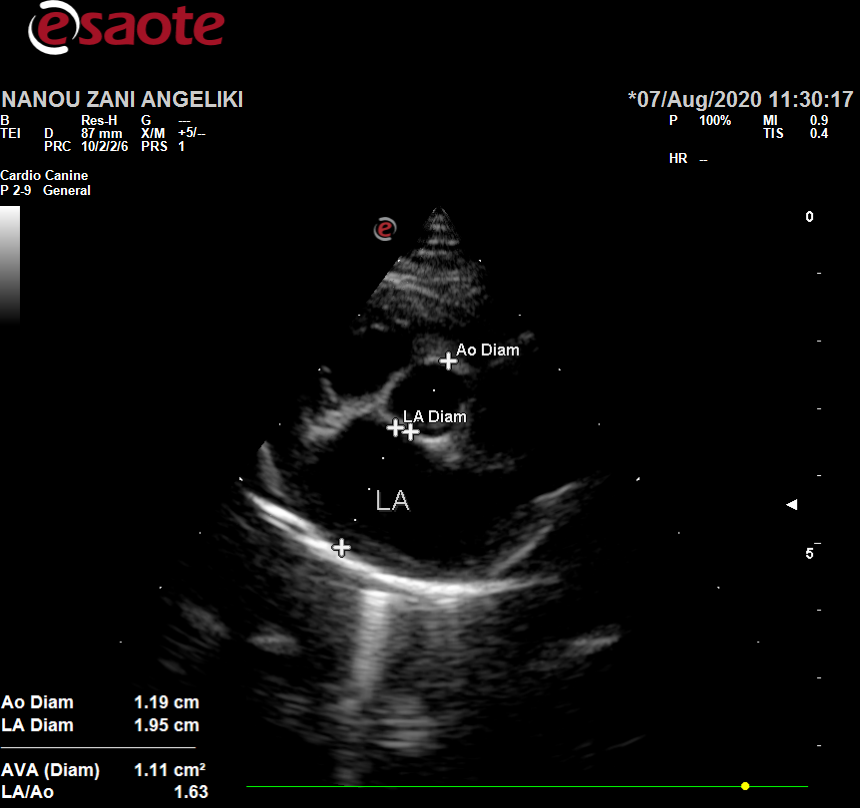 esaote
NANOU ZANI ANGELIKI *07/Aug/2020 11:30:17
B Res-H G --- P 100% MI 0.9
TEI D 87 mm X/M +5/-- TIS 0.4
PRC 10/2/2/6 PRS 1
HR --
Cardio Canine
P 2-9 General
0
e
Ao Diam
LA Diam
LA
5
Ao Diam 1.19 cm
LA Diam 1.95 cm
AVA (Diam) 1.11 cm²
LA/Ao 1.63